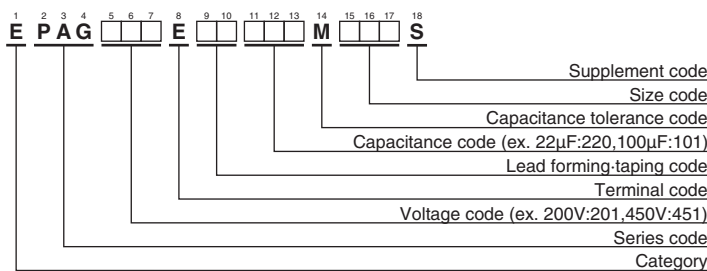 1 2 3 4 5 6 7 8 9 10 11 12 13 14 15 16 17 18
E PAG E M S
Supplement code
Size code
Capacitance tolerance code
Capacitance code (ex. 22µF:220,100µF:101)
Lead forming·taping code
Terminal code
Voltage code (ex. 200V:201,450V:451)
Series code
Category